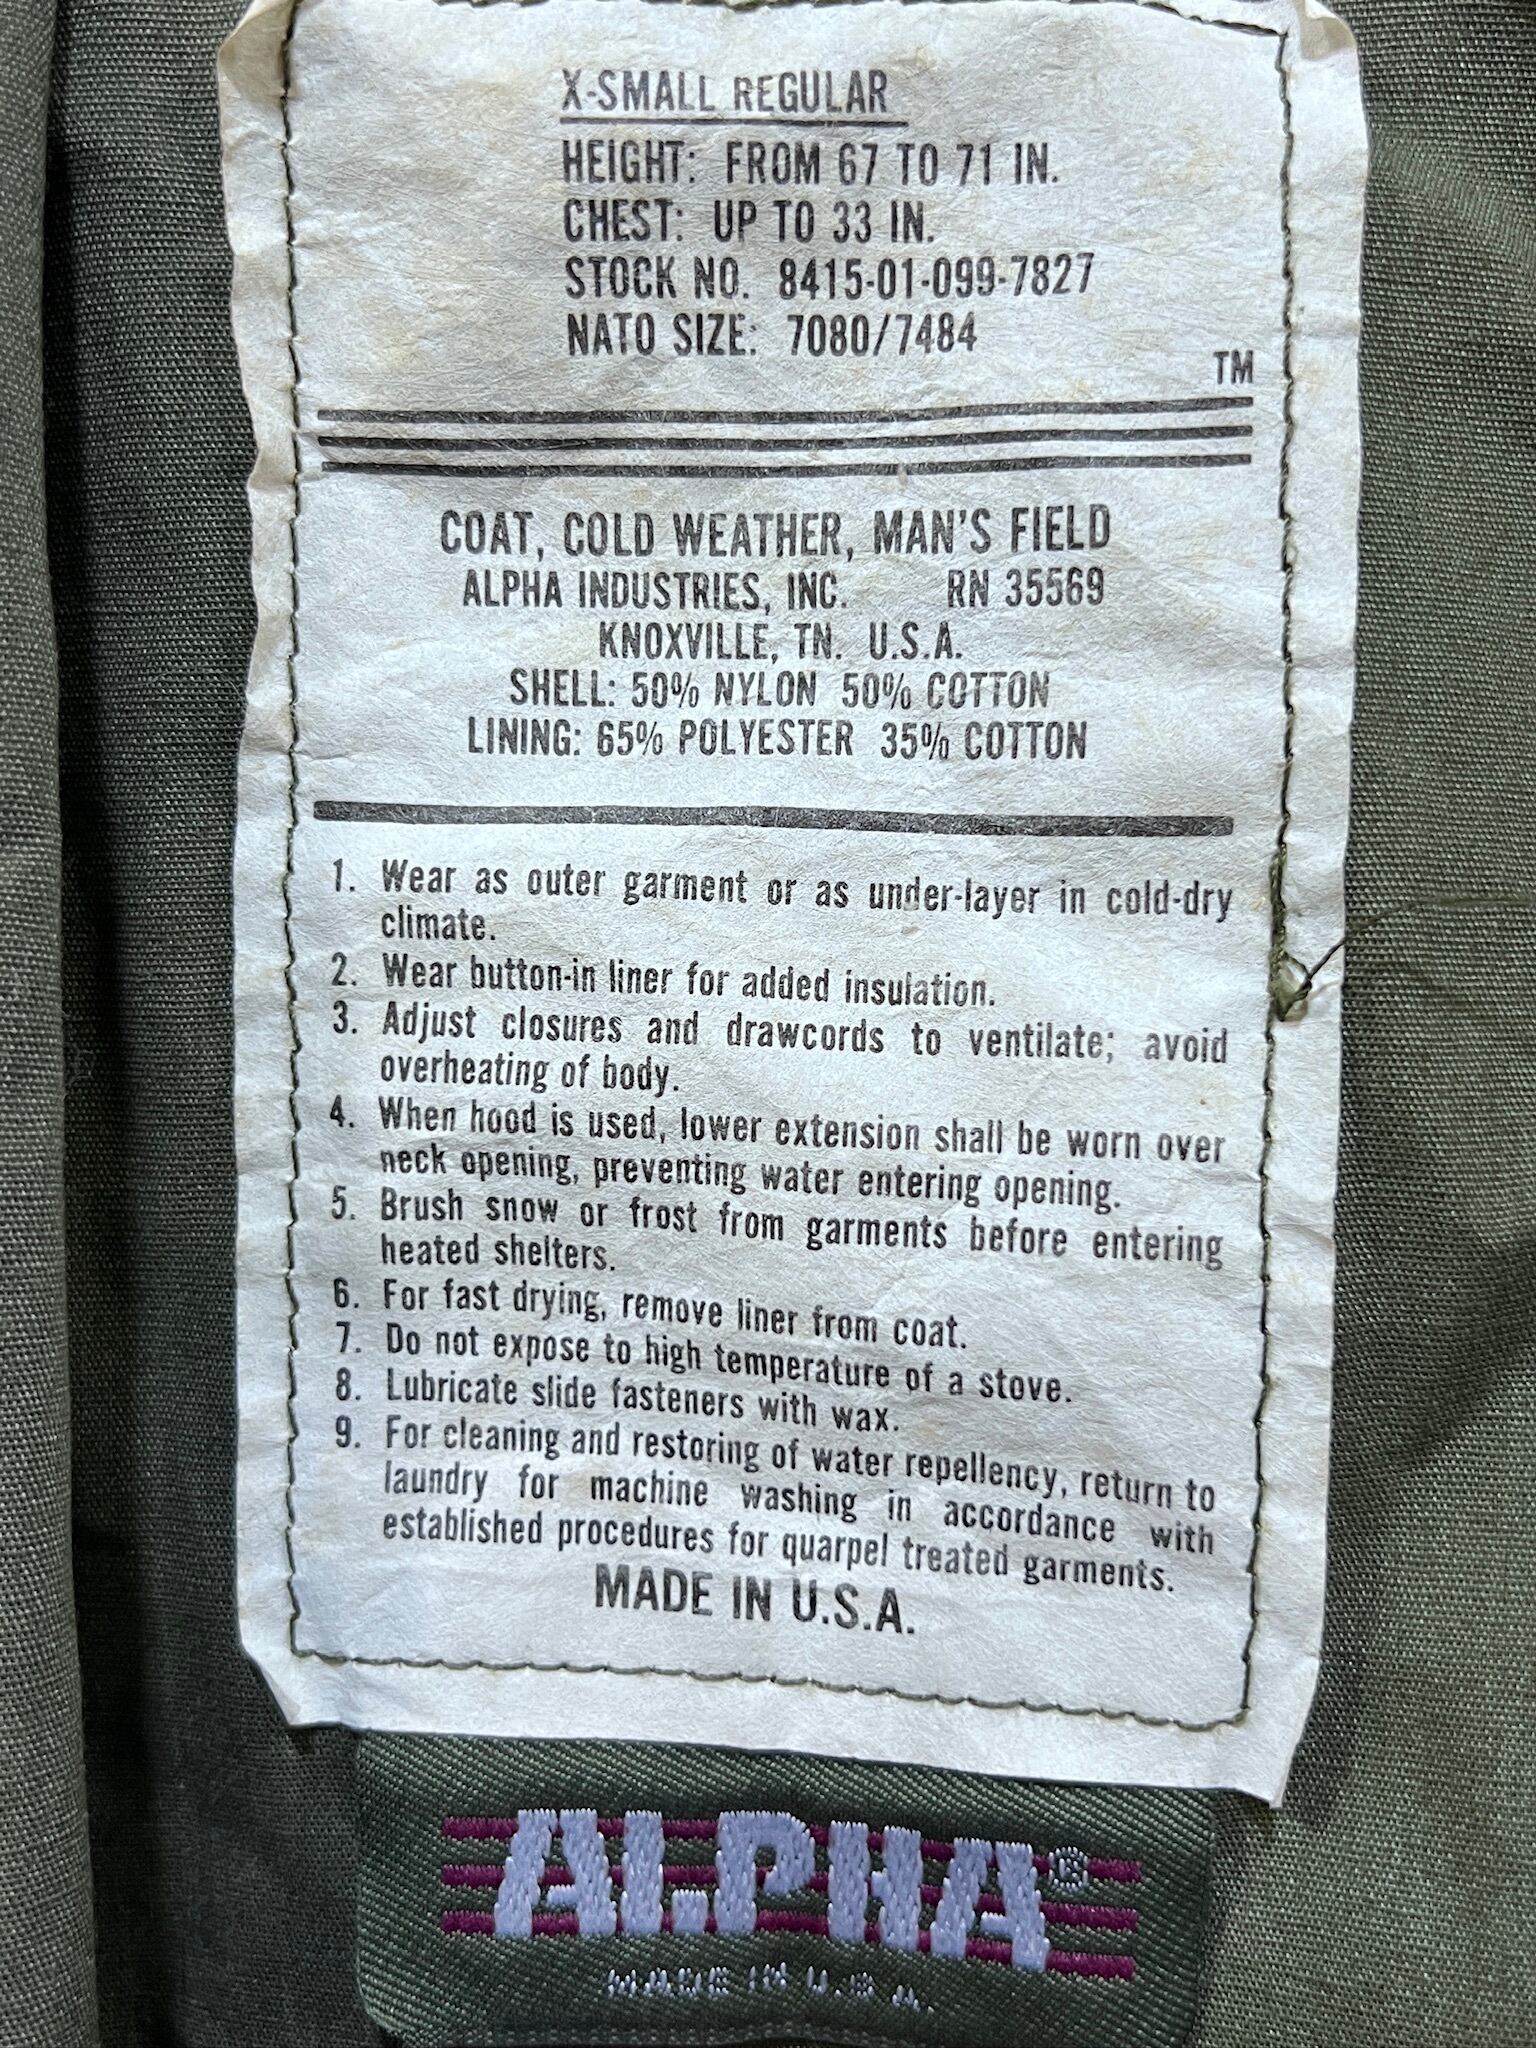 X-SMALL REGULAR
HEIGHT: FROM 67 TO 71 IN.
CHEST: UP TO 33 IN.
STOCK NO. 8415-01-099-7827
NATO SIZE: 7080/7484
TM
COAT, COLD WEATHER, MAN'S FIELD
ALPHA INDUSTRIES, INC. RN 35569
KNOXVILLE, TN. U.S.A.
SHELL: 50% NYLON 50% COTTON
LINING: 65% POLYESTER 35% COTTON
1. Wear as outer garment or as under-layer in cold-dry
climate.
2. Wear button-in liner for added insulation.
3. Adjust closures and drawcords to ventilate; avoid
overheating of body.
4. When hood is used, lower extension shall be worn over
neck opening, preventing water entering opening.
5. Brush snow or frost from garments before entering
heated shelters.
6. For fast drying, remove liner from coat.
7. Do not expose to high temperature of a stove.
8. Lubricate slide fasteners with wax.
9. For cleaning and restoring of water repellency, return to
laundry for machine washing in accordance with
established procedures for quarpel treated garments.
MADE IN U.S.A.
ALPHA®
MADE IN U.S.A.